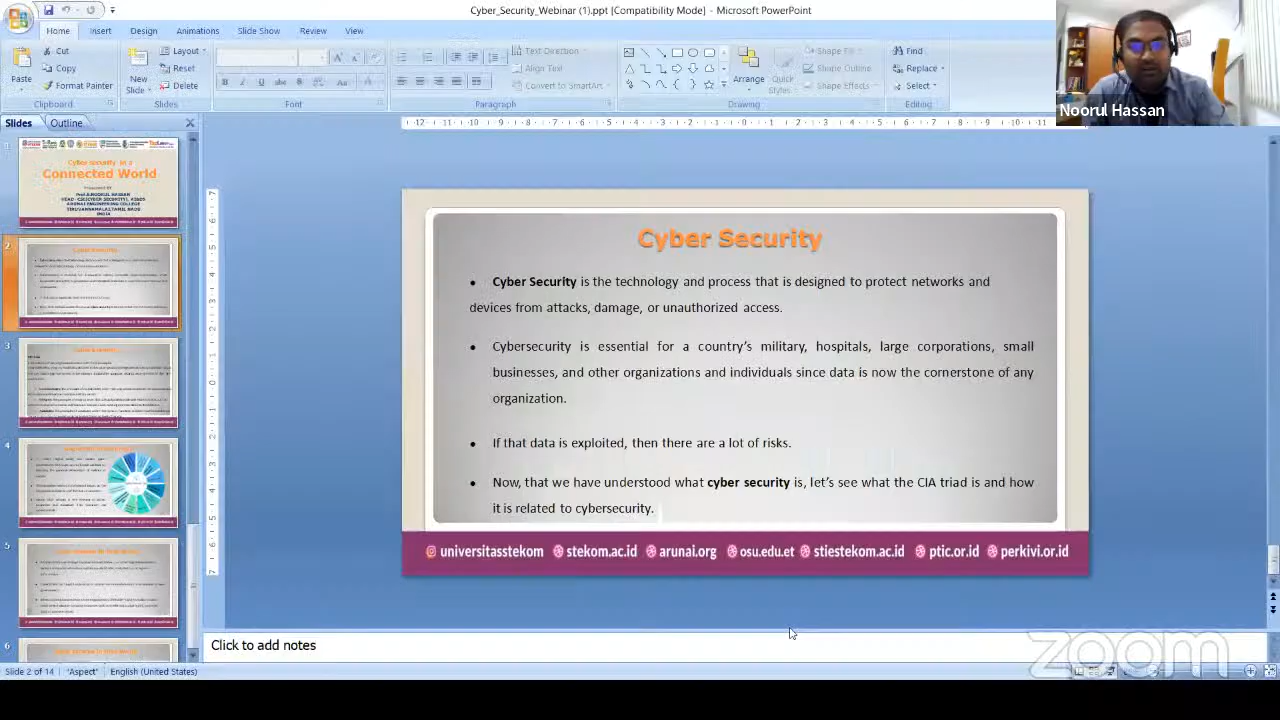 Cyber_Security_Webinar (1).ppt [Compatibility Mode] - Microsoft PowerPoint
Home Insert Design Animations Slide Show Review View
Paste
Cut
Copy
Format Painter
Clipboard
New
Slide
Layout
Reset
Delete
Slides
Font
Text Direction
Align Text
Convert to SmartArt
Paragraph
Arrange
Quick
Styles
Shape Fill
Shape Outline
Shape Effects
Drawing
Find
Replace
Select
Editing
Noorul Hassan
Slides Outline
Cyber security in a
Connected World
Cyber Security
Cyber Security is the technology and process that is designed to protect networks and
devices from attacks, damage, or unauthorized access.
Cybersecurity is essential for a country's military, hospitals, large corporations, small
businesses, and other organizations and individuals since data is now the cornerstone of any
organization.
If that data is exploited, then there are a lot of risks.
Now, that we have understood what cyber security is, let's see what the CIA triad is and how
it is related to cybersecurity.
universitasstekom stekom.ac.id arunai.org osu.edu.et stiestekom.ac.id ptic.or.id perkivi.or.id
Click to add notes
zoom
Slide 2 of 14 "Aspect" English (United States)